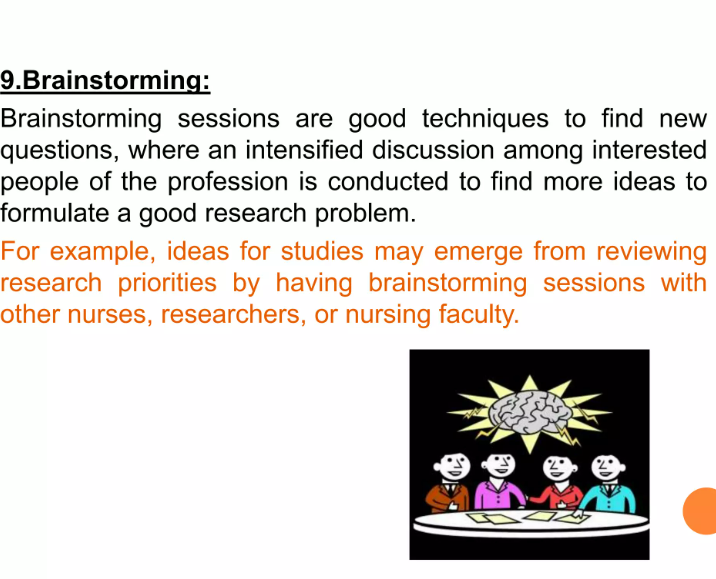 9.Brainstorming:
Brainstorming sessions are good techniques to find new
questions, where an intensified discussion among interested
people of the profession is conducted to find more ideas to
formulate a good research problem.
For example, ideas for studies may emerge from reviewing
research priorities by having brainstorming sessions with
other nurses, researchers, or nursing faculty.